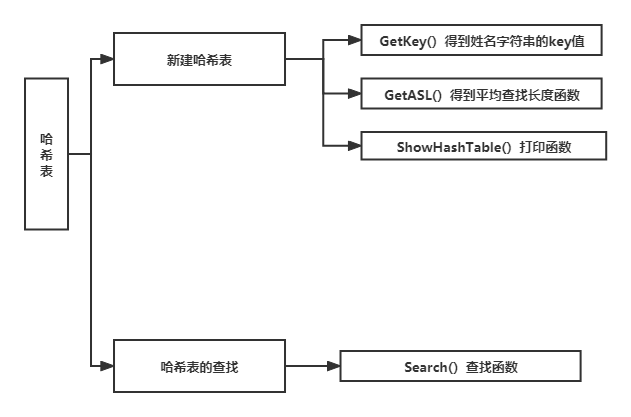 哈希表
新建哈希表
GetKey() 得到姓名字符串的key值
GetASL() 得到平均查找长度函数
ShowHashTable() 打印函数
哈希表的查找
Search() 查找函数